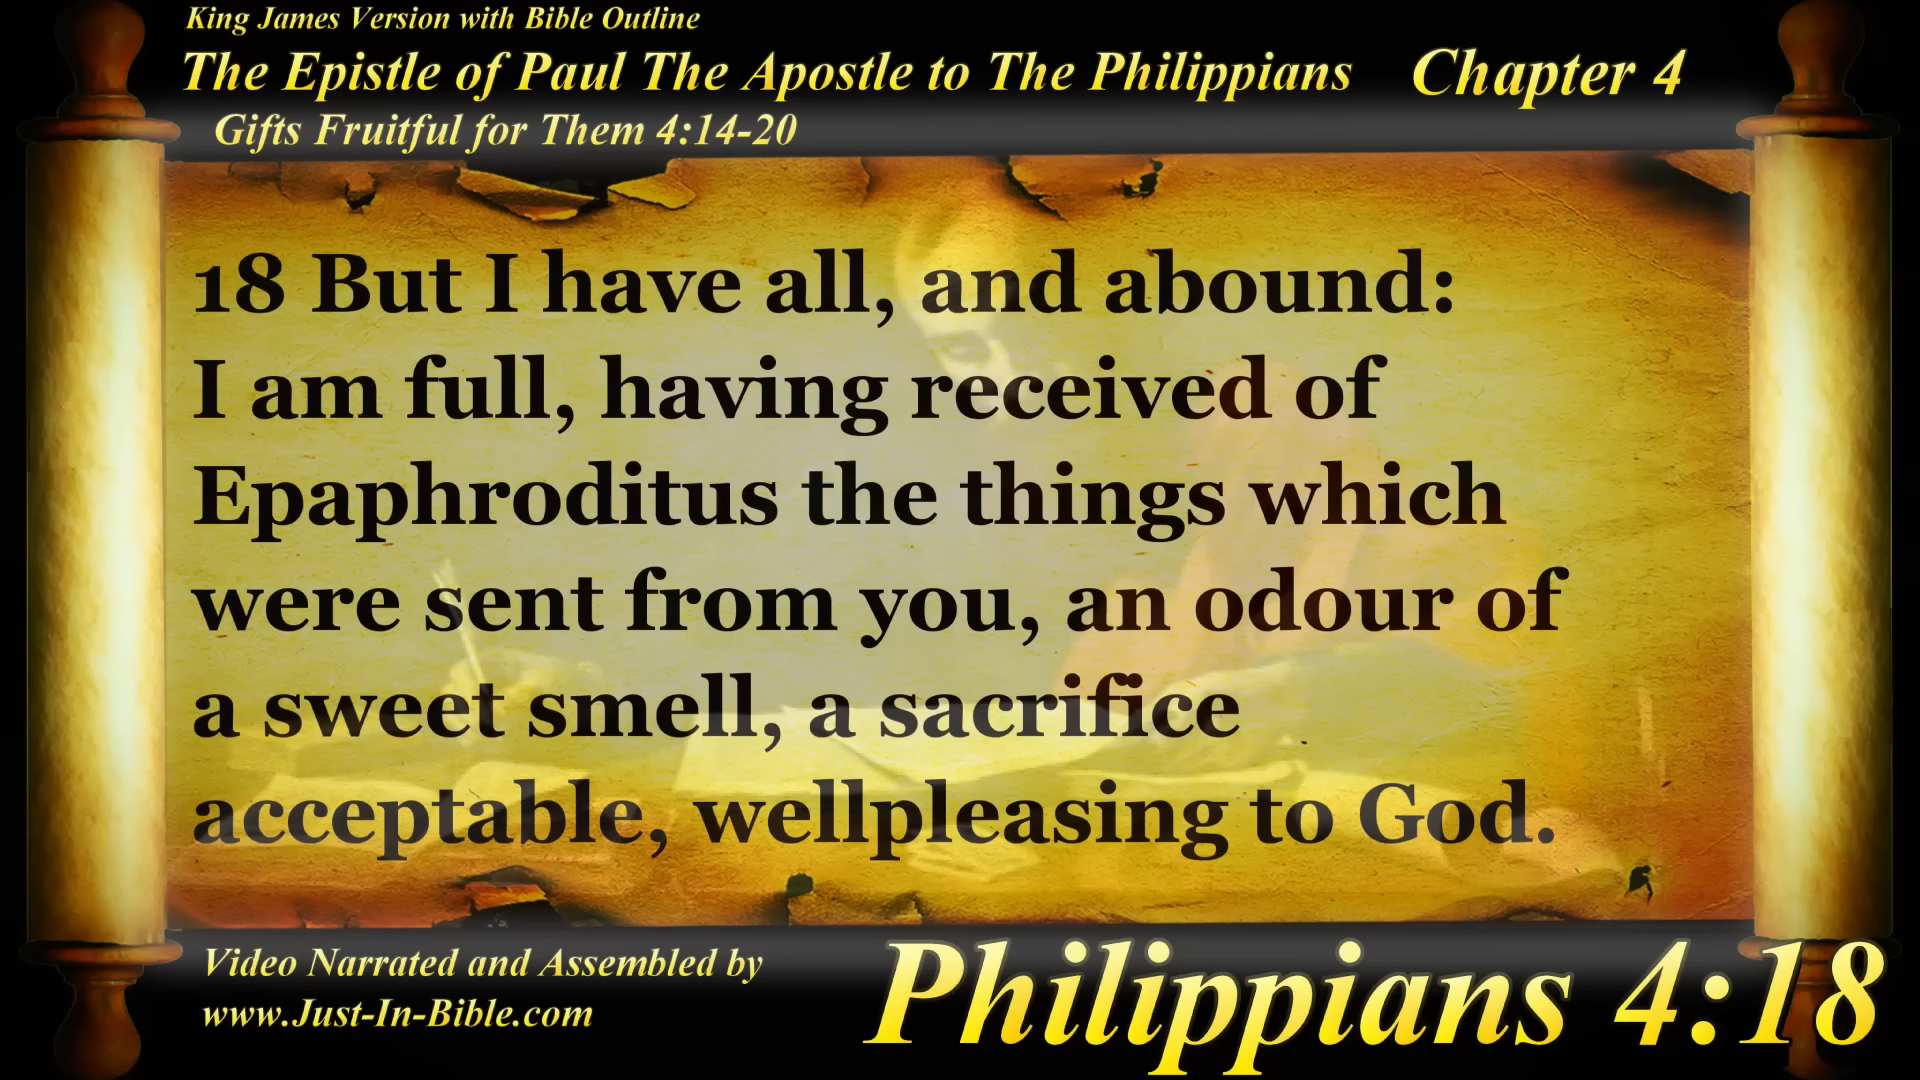 King James Version with Bible Outline
The Epistle of Paul The Apostle to The Philippians Chapter 4
Gifts Fruitful for Them 4:14-20
18 But I have all, and abound:
I am full, having received of
Epaphroditus the things which
were sent from you, an odour of
a sweet smell, a sacrifice
acceptable, wellpleasing to God.
Video Narrated and Assembled by
www.Just-In-Bible.com
Philippians 4:18